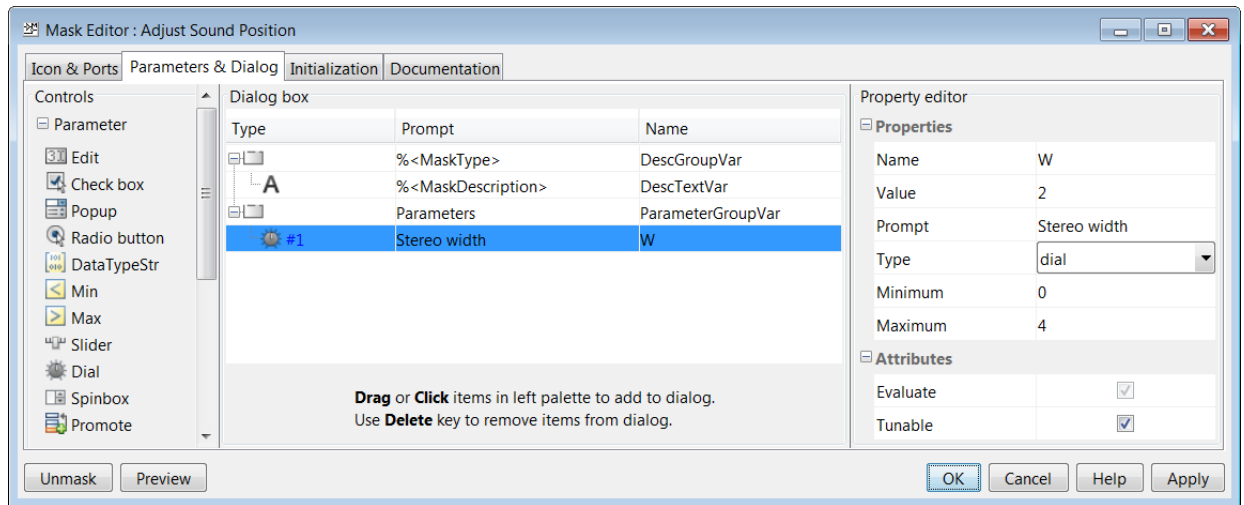 Mask Editor : Adjust Sound Position
Icon & Ports Parameters & Dialog Initialization Documentation
Controls
Parameter
Edit
Check box
Popup
Radio button
DataTypeStr
Min
Max
Slider
Dial
Spinbox
Promote
Dialog box
Type Prompt Name
%<MaskType> DescGroupVar
A %<MaskDescription> DescTextVar
Parameters ParameterGroupVar
#1 Stereo width W
Drag or Click items in left palette to add to dialog.
Use Delete key to remove items from dialog.
Property editor
Properties
Name W
Value 2
Prompt Stereo width
Type dial
Minimum 0
Maximum 4
Attributes
Evaluate
Tunable
Unmask Preview OK Cancel Help Apply